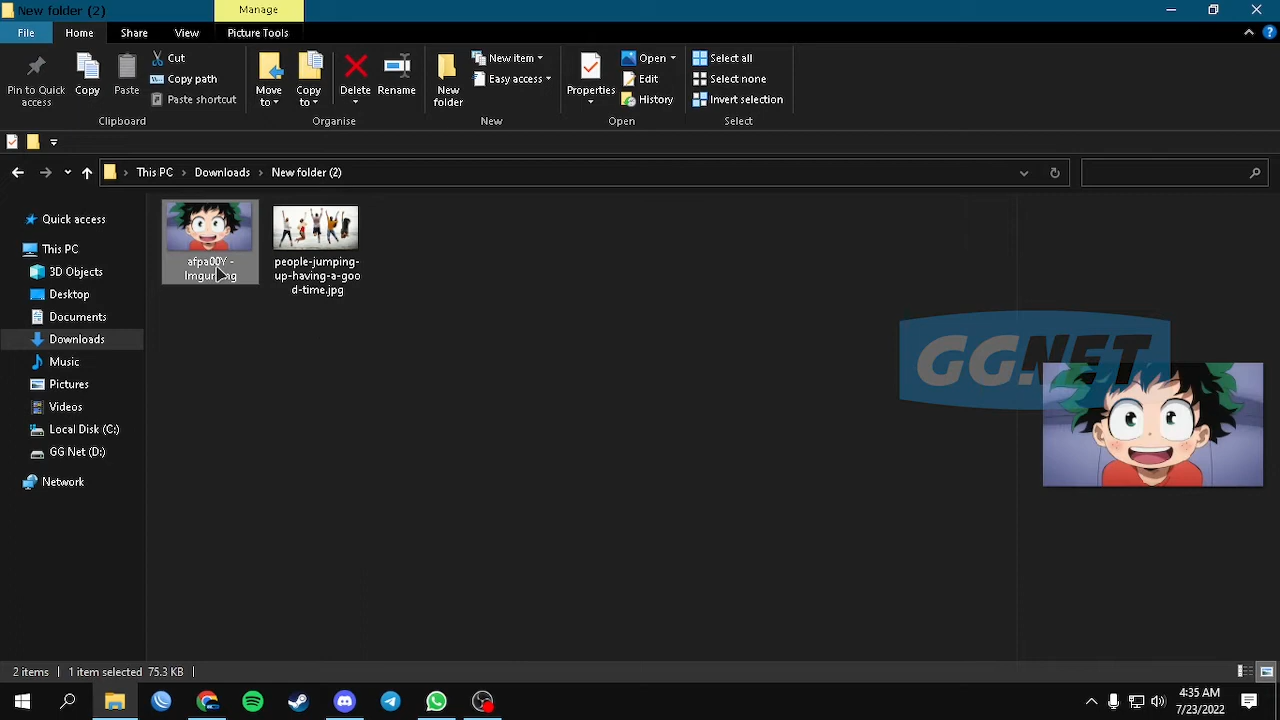 New folder (2)
Manage
File
Home
Share
View
Picture Tools
Pin to Quick
access
Copy
Paste
Cut
Copy path
Paste shortcut
Clipboard
Move
to
Copy
to
Delete
Rename
Organise
New
folder
New item
Easy access
New
Properties
Open
Edit
History
Open
Select all
Select none
Invert selection
Select
This PC
Downloads
New folder (2)
Quick access
This PC
3D Objects
Desktop
Documents
Downloads
Music
Pictures
Videos
Local Disk (C:)
GG Net (D:)
Network
afpa00Y -
people-jumping-
up-having-a-goo
d-time.jpg
GG.NET
2 items
1 item selected 75.3 KB
4:35 AM
7/23/2022